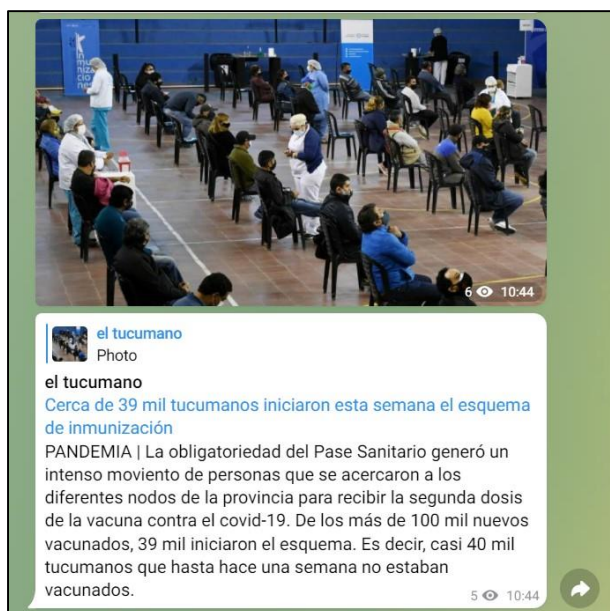 in
muniza
cio
nes
6 10:44
el tucumano
Photo
el tucumano
Cerca de 39 mil tucumanos iniciaron esta semana el esquema
de inmunización
PANDEMIA | La obligatoriedad del Pase Sanitario generó un
intenso moviento de personas que se acercaron a los
diferentes nodos de la provincia para recibir la segunda dosis
de la vacuna contra el covid-19. De los más de 100 mil nuevos
vacunados, 39 mil iniciaron el esquema. Es decir, casi 40 mil
tucumanos que hasta hace una semana no estaban
vacunados.
5 10:44